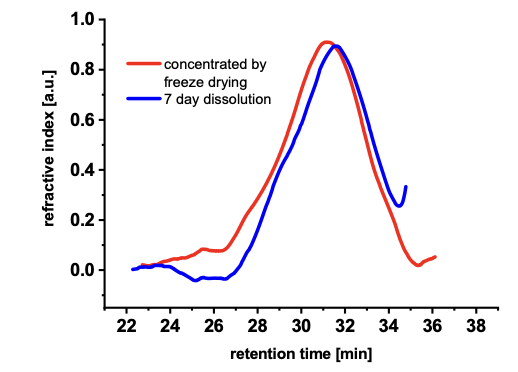 1.0
0.8
0.6
0.4
0.2
0.0
refractive index [a.u.]
concentrated by
freeze drying
7 day dissolution
22 24 26 28 30 32 34 36 38
retention time [min]